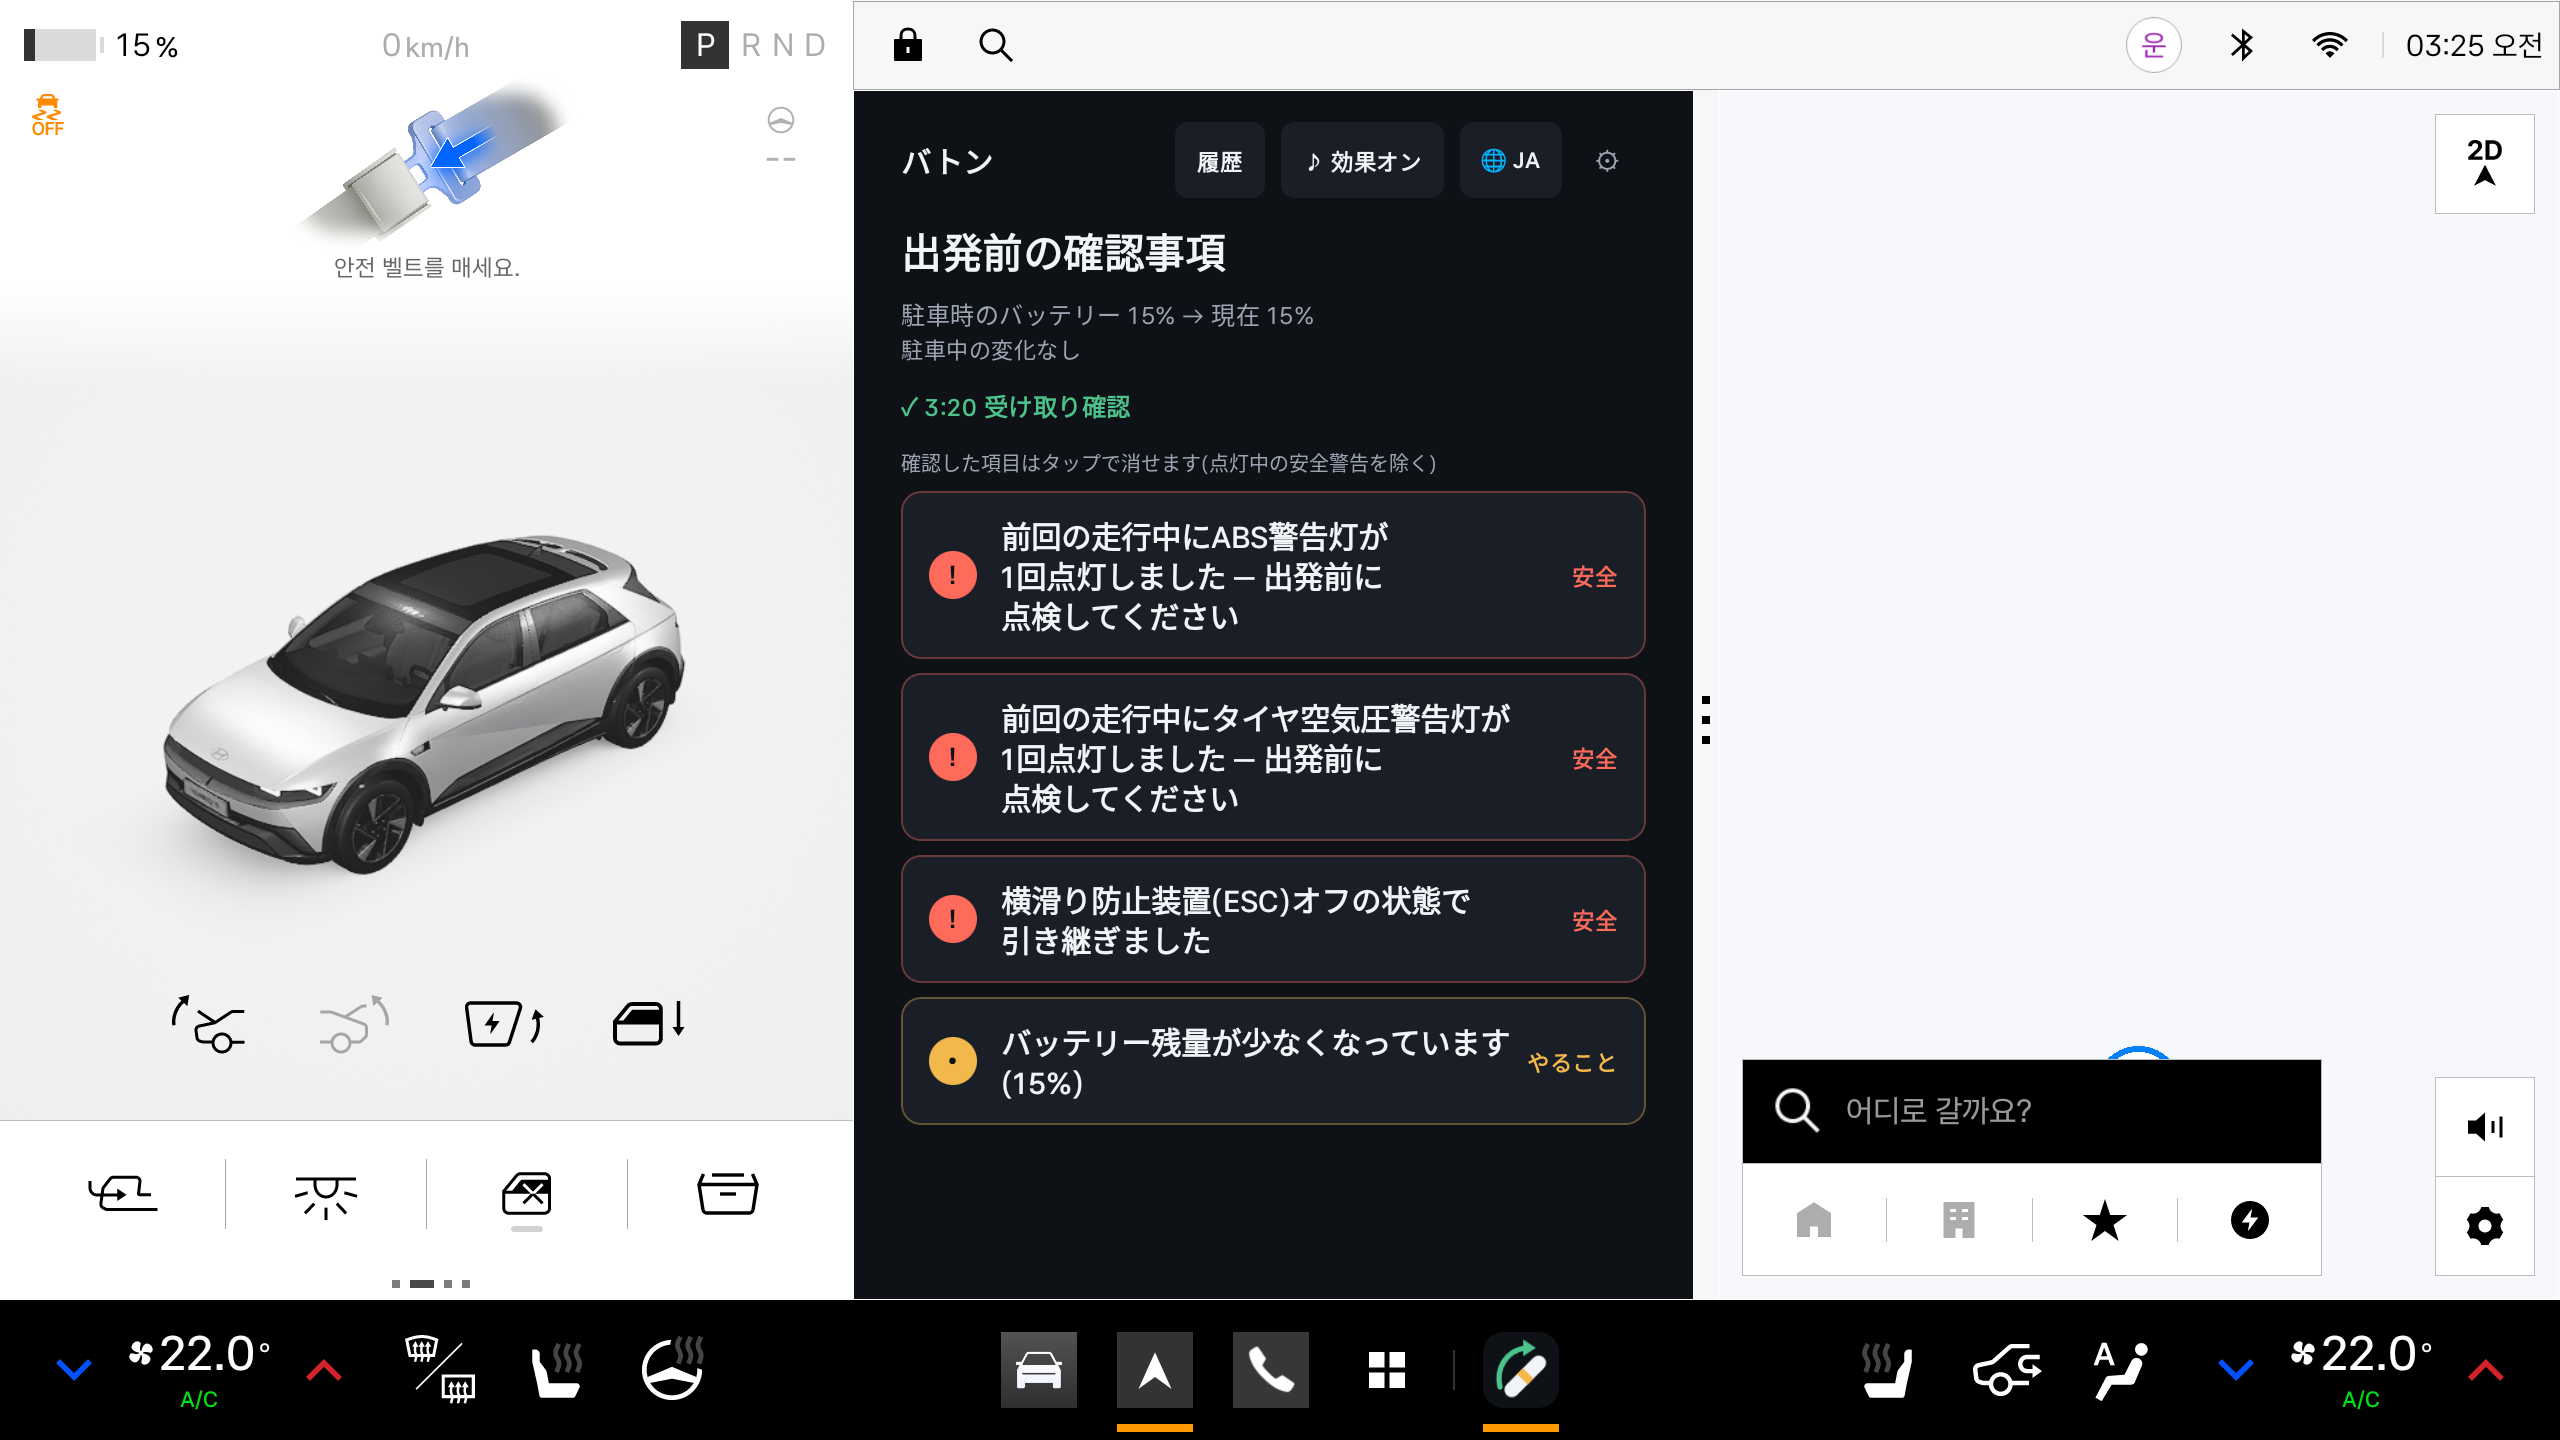 15%
0 km/h
P R N D
OFF
--
안전 벨트를 매세요.
운
03:25 오전
バトン
履歴
♪ 効果オン
🌐 JA
出発前の確認事項
駐車時のバッテリー 15% → 現在 15%
駐車中の変化なし
✓ 3:20 受け取り確認
確認した項目はタップで消せます(点灯中の安全警告を除く)
前回の走行中にABS警告灯が
1回点灯しました – 出発前に
点検してください
安全
前回の走行中にタイヤ空気圧警告灯が
1回点灯しました – 出発前に
点検してください
安全
横滑り防止装置(ESC)オフの状態で
引き継ぎました
安全
バッテリー残量が少なくなっています
(15%)
やること
2D
어디로 갈까요?
22.0°
A/C
A
22.0°
A/C